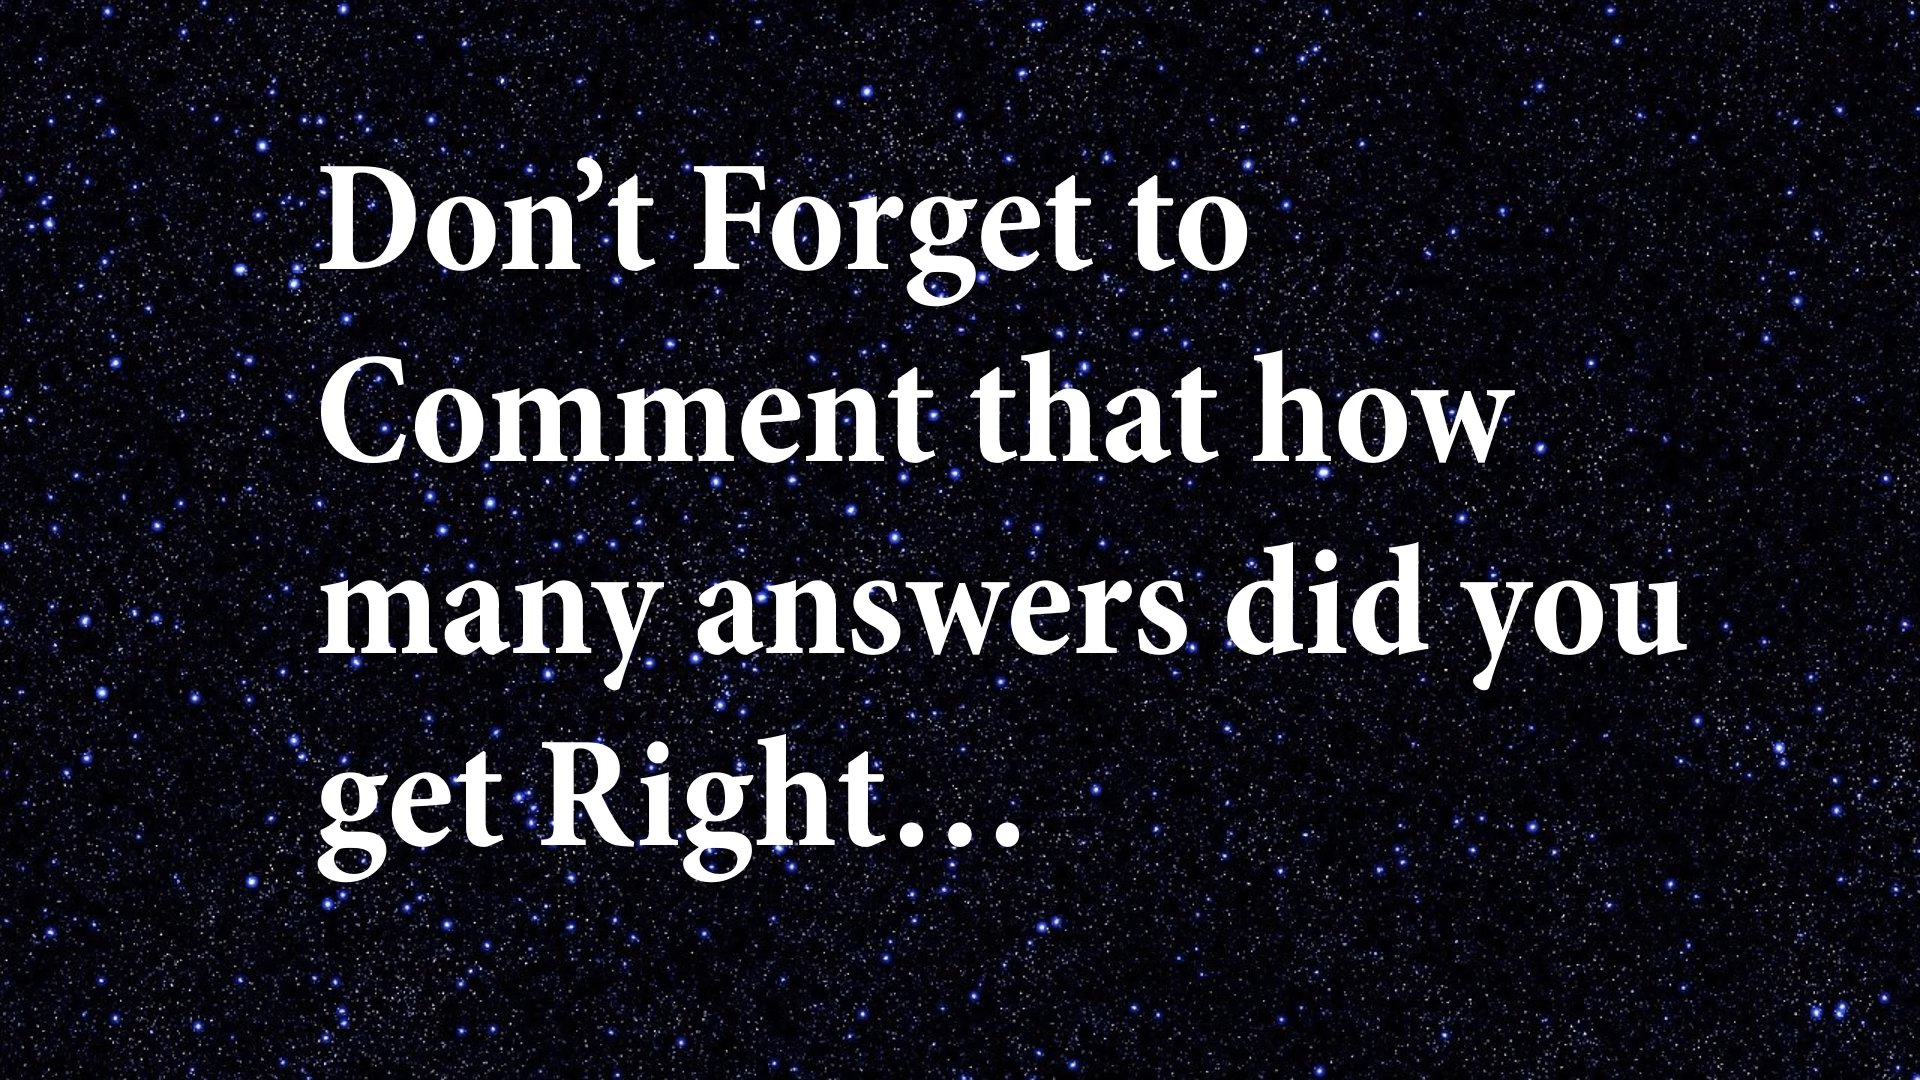 Don’t Forget to
Comment that how
many answers did you
get Right…